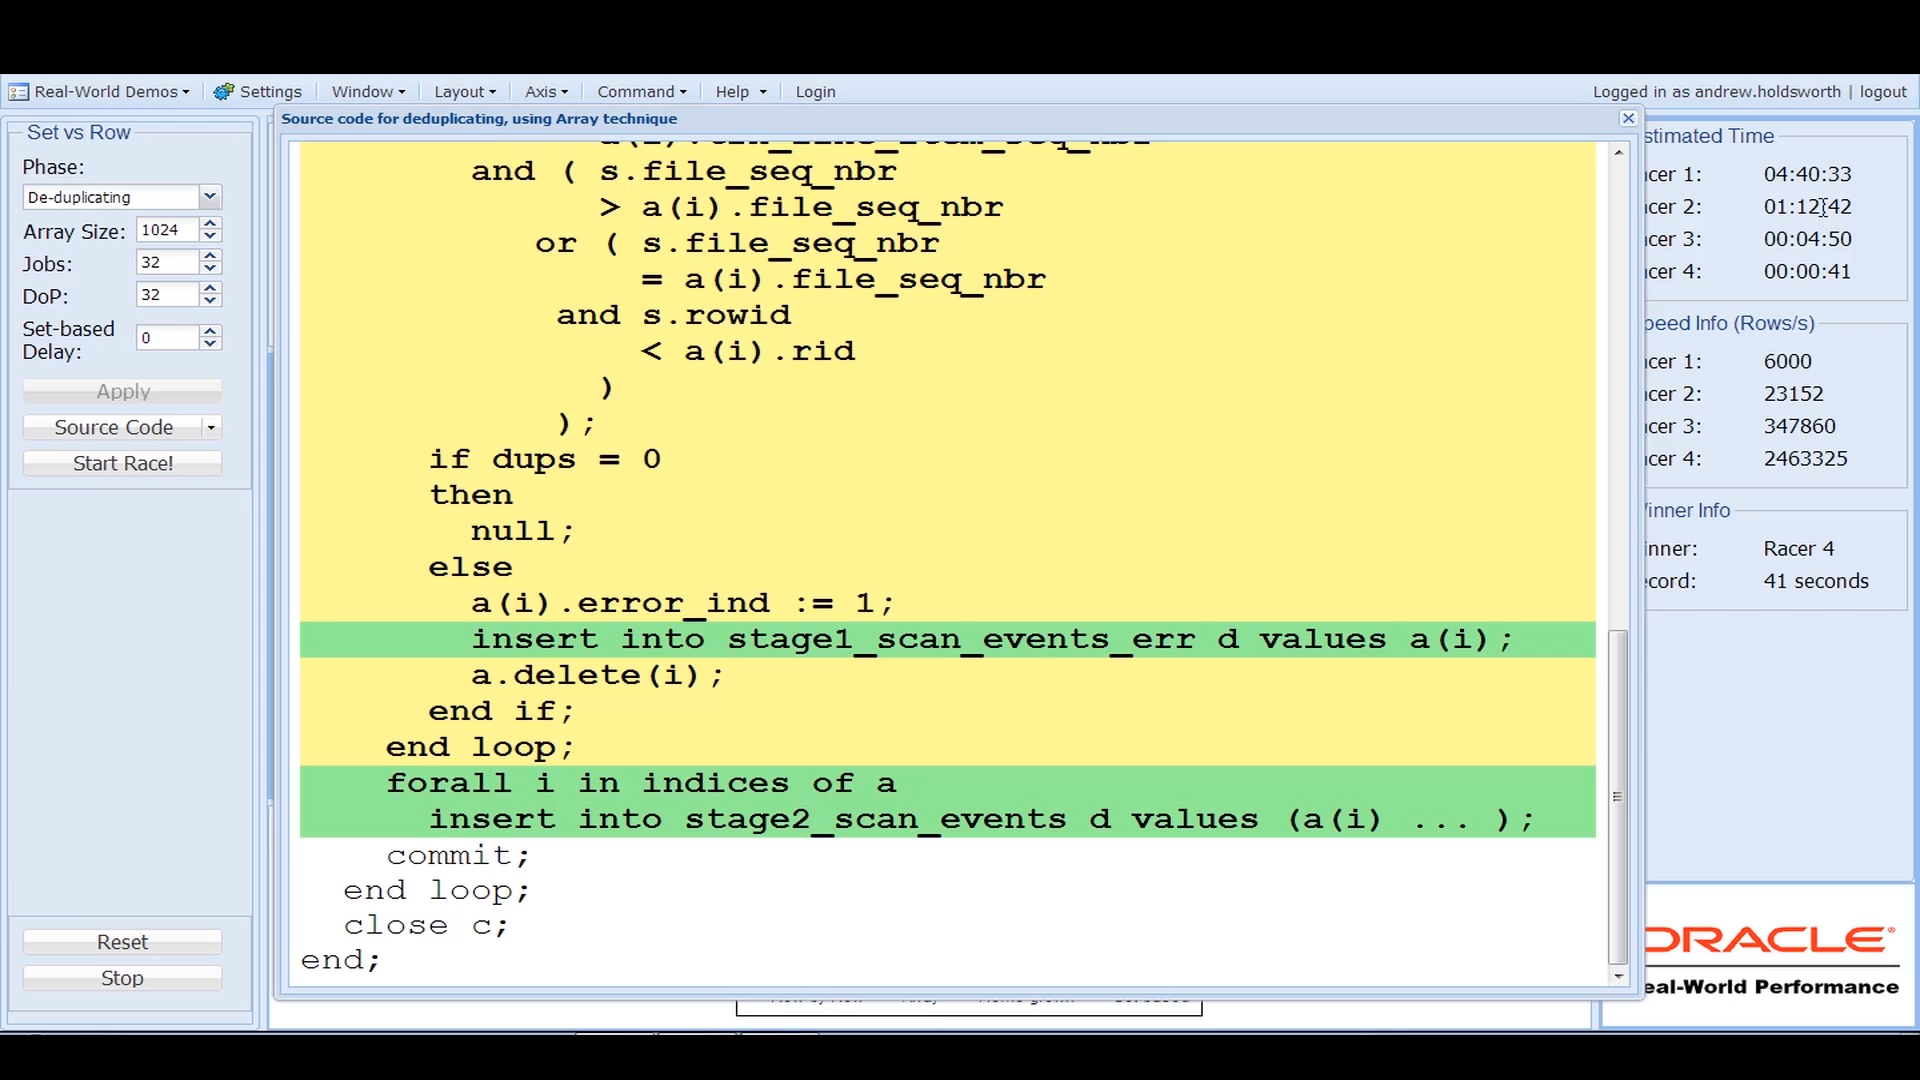 Real-World Demos
Settings
Window
Layout
Axis
Command
Help
Login
Logged in as andrew.holdsworth | logout
Set vs Row
Phase:
De-duplicating
Array Size: 1024
Jobs: 32
DoP: 32
Set-based
Delay: 0
Apply
Source Code
Start Race!
Reset
Stop
Source code for deduplicating, using Array technique
and ( s.file_seq_nbr
> a(i).file_seq_nbr
or ( s.file_seq_nbr
= a(i).file_seq_nbr
and s.rowid
< a(i).rid
)
);
if dups = 0
then
null;
else
a(i).error_ind := 1;
insert into stage1_scan_events_err d values a(i);
a.delete(i);
end if;
end loop;
forall i in indices of a
insert into stage2_scan_events d values (a(i) ... );
commit;
end loop;
close c;
end;
stimated Time
cer 1: 04:40:33
cer 2: 01:12:42
cer 3: 00:04:50
cer 4: 00:00:41
peed Info (Rows/s)
cer 1: 6000
cer 2: 23152
cer 3: 347860
cer 4: 2463325
inner Info
nner: Racer 4
cord: 41 seconds
ORACLE
eal-World Performance